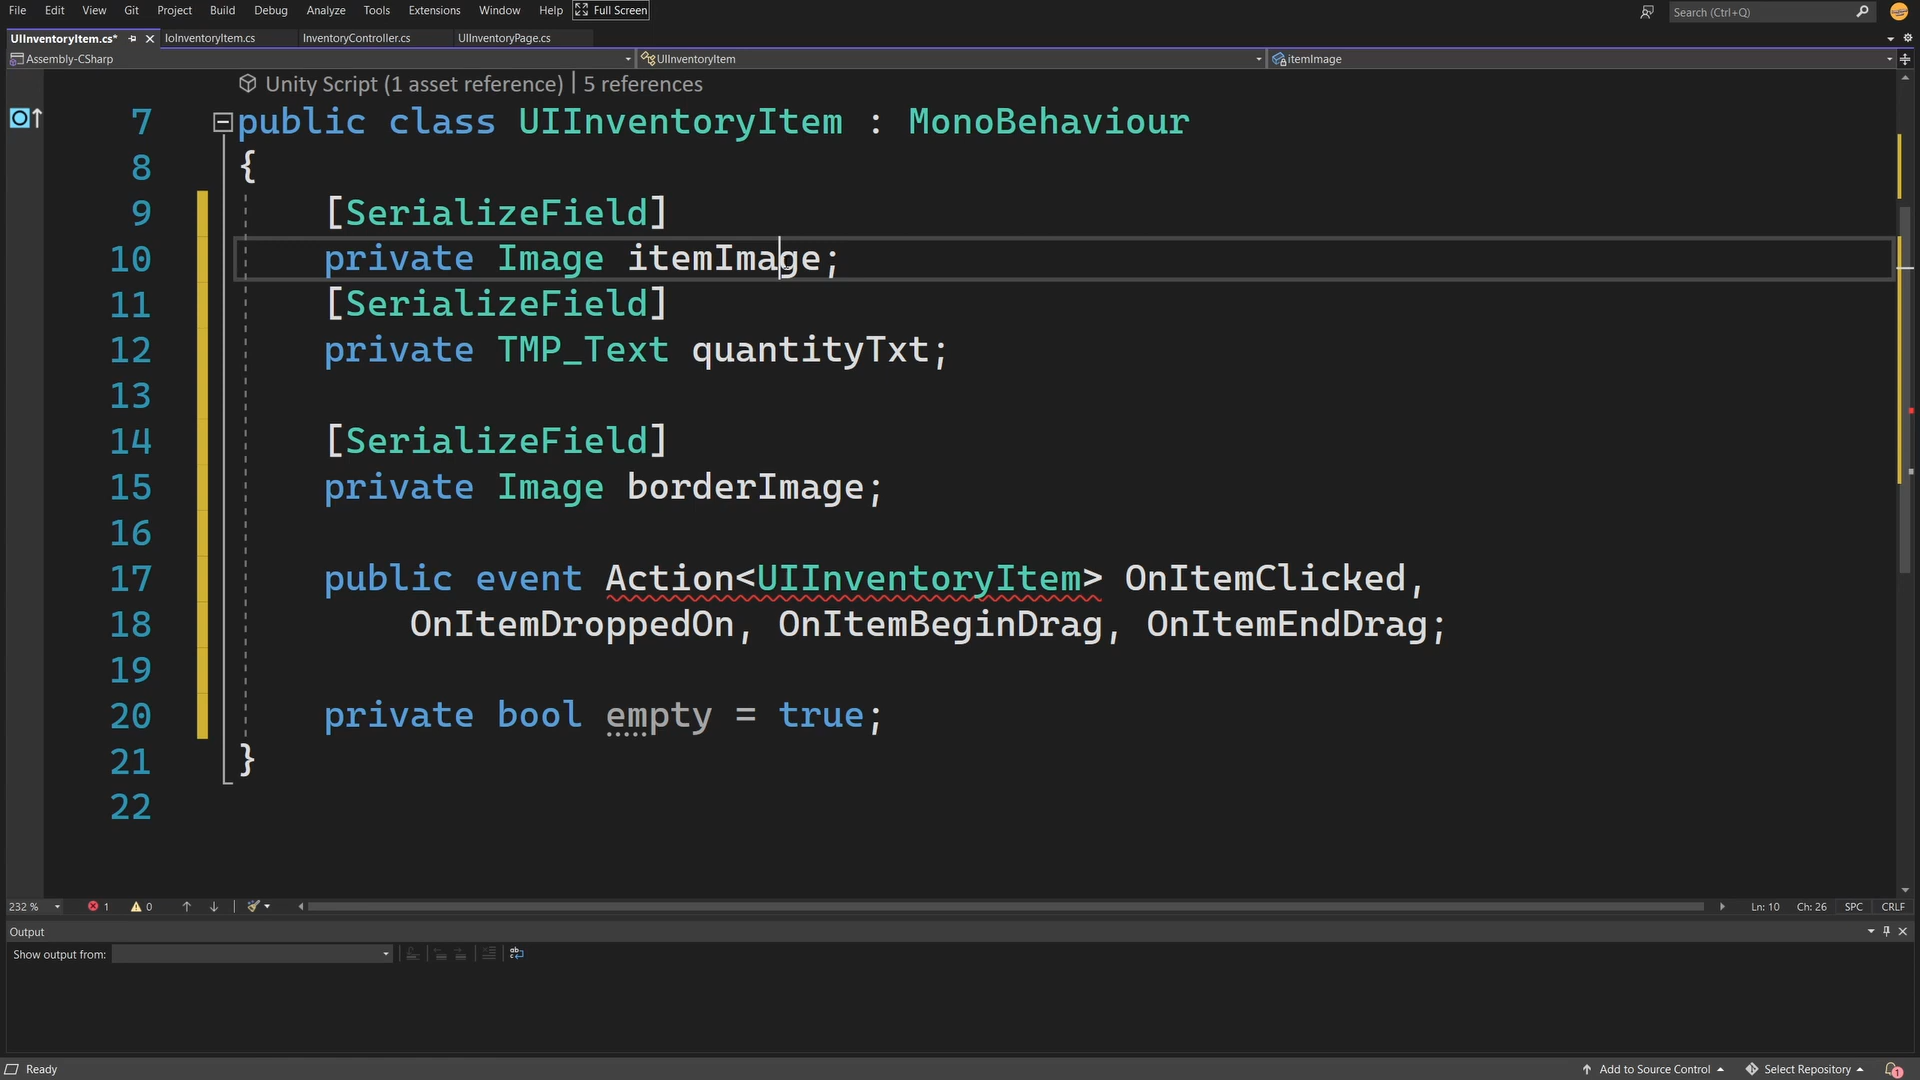 File Edit View Git Project Build Debug Analyze Tools Extensions Window Help Full Screen Search (Ctrl+Q)
UIInventoryItem.cs* IoInventoryItem.cs InventoryController.cs UIInventoryPage.cs
Assembly-CSharp UIInventoryItem itemImage
Unity Script (1 asset reference) | 5 references
7 public class UIInventoryItem : MonoBehaviour
8 {
9 [SerializeField]
10 private Image itemImage;
11 [SerializeField]
12 private TMP_Text quantityTxt;
13
14 [SerializeField]
15 private Image borderImage;
16
17 public event Action<UIInventoryItem> OnItemClicked,
18 OnItemDroppedOn, OnItemBeginDrag, OnItemEndDrag;
19
20 private bool empty = true;
21 }
22
232 % 1 0 Ln: 10 Ch: 26 SPC CRLF
Output
Show output from:
Ready Add to Source Control Select Repository 1